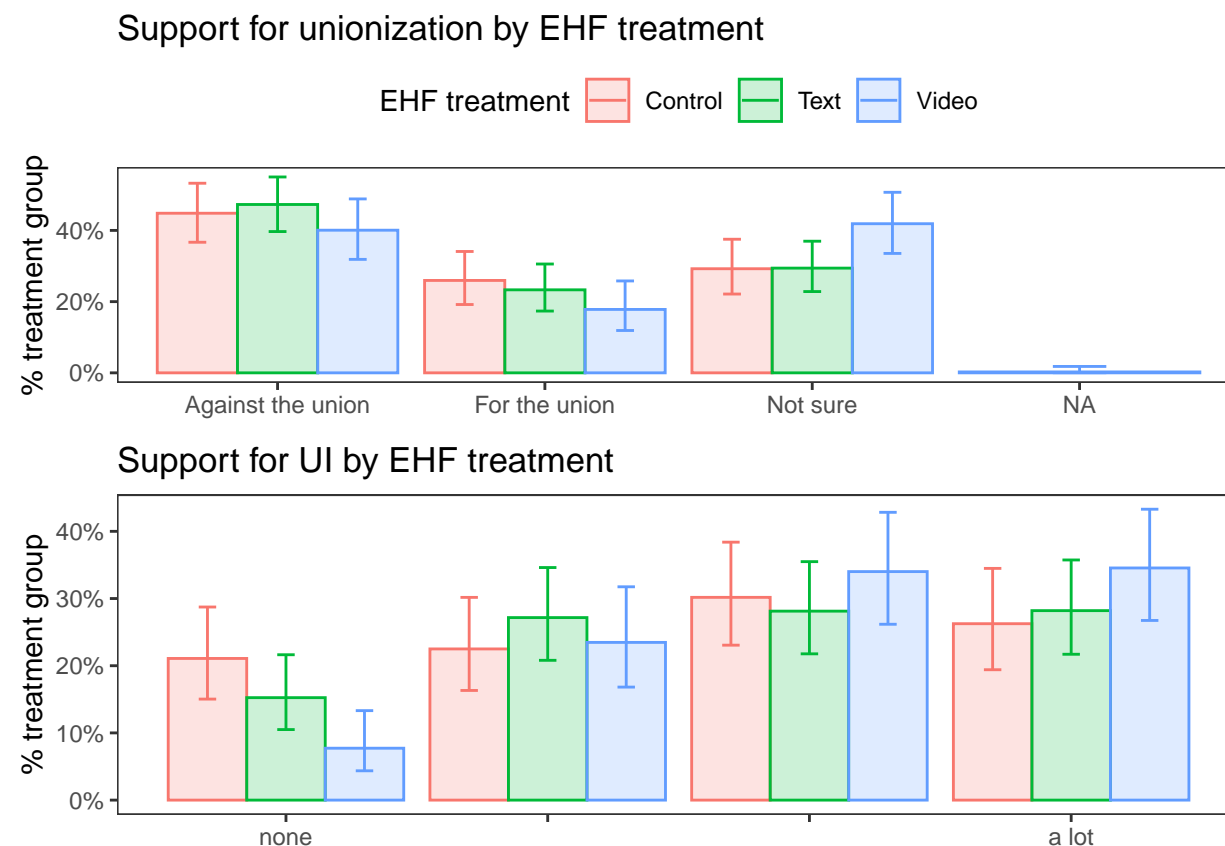 Support for unionization by EHF treatment
EHF treatment Control Text Video
% treatment group
40%
20%
0%
Against the union For the union Not sure NA
Support for UI by EHF treatment
% treatment group
40%
30%
20%
10%
0%
none a lot